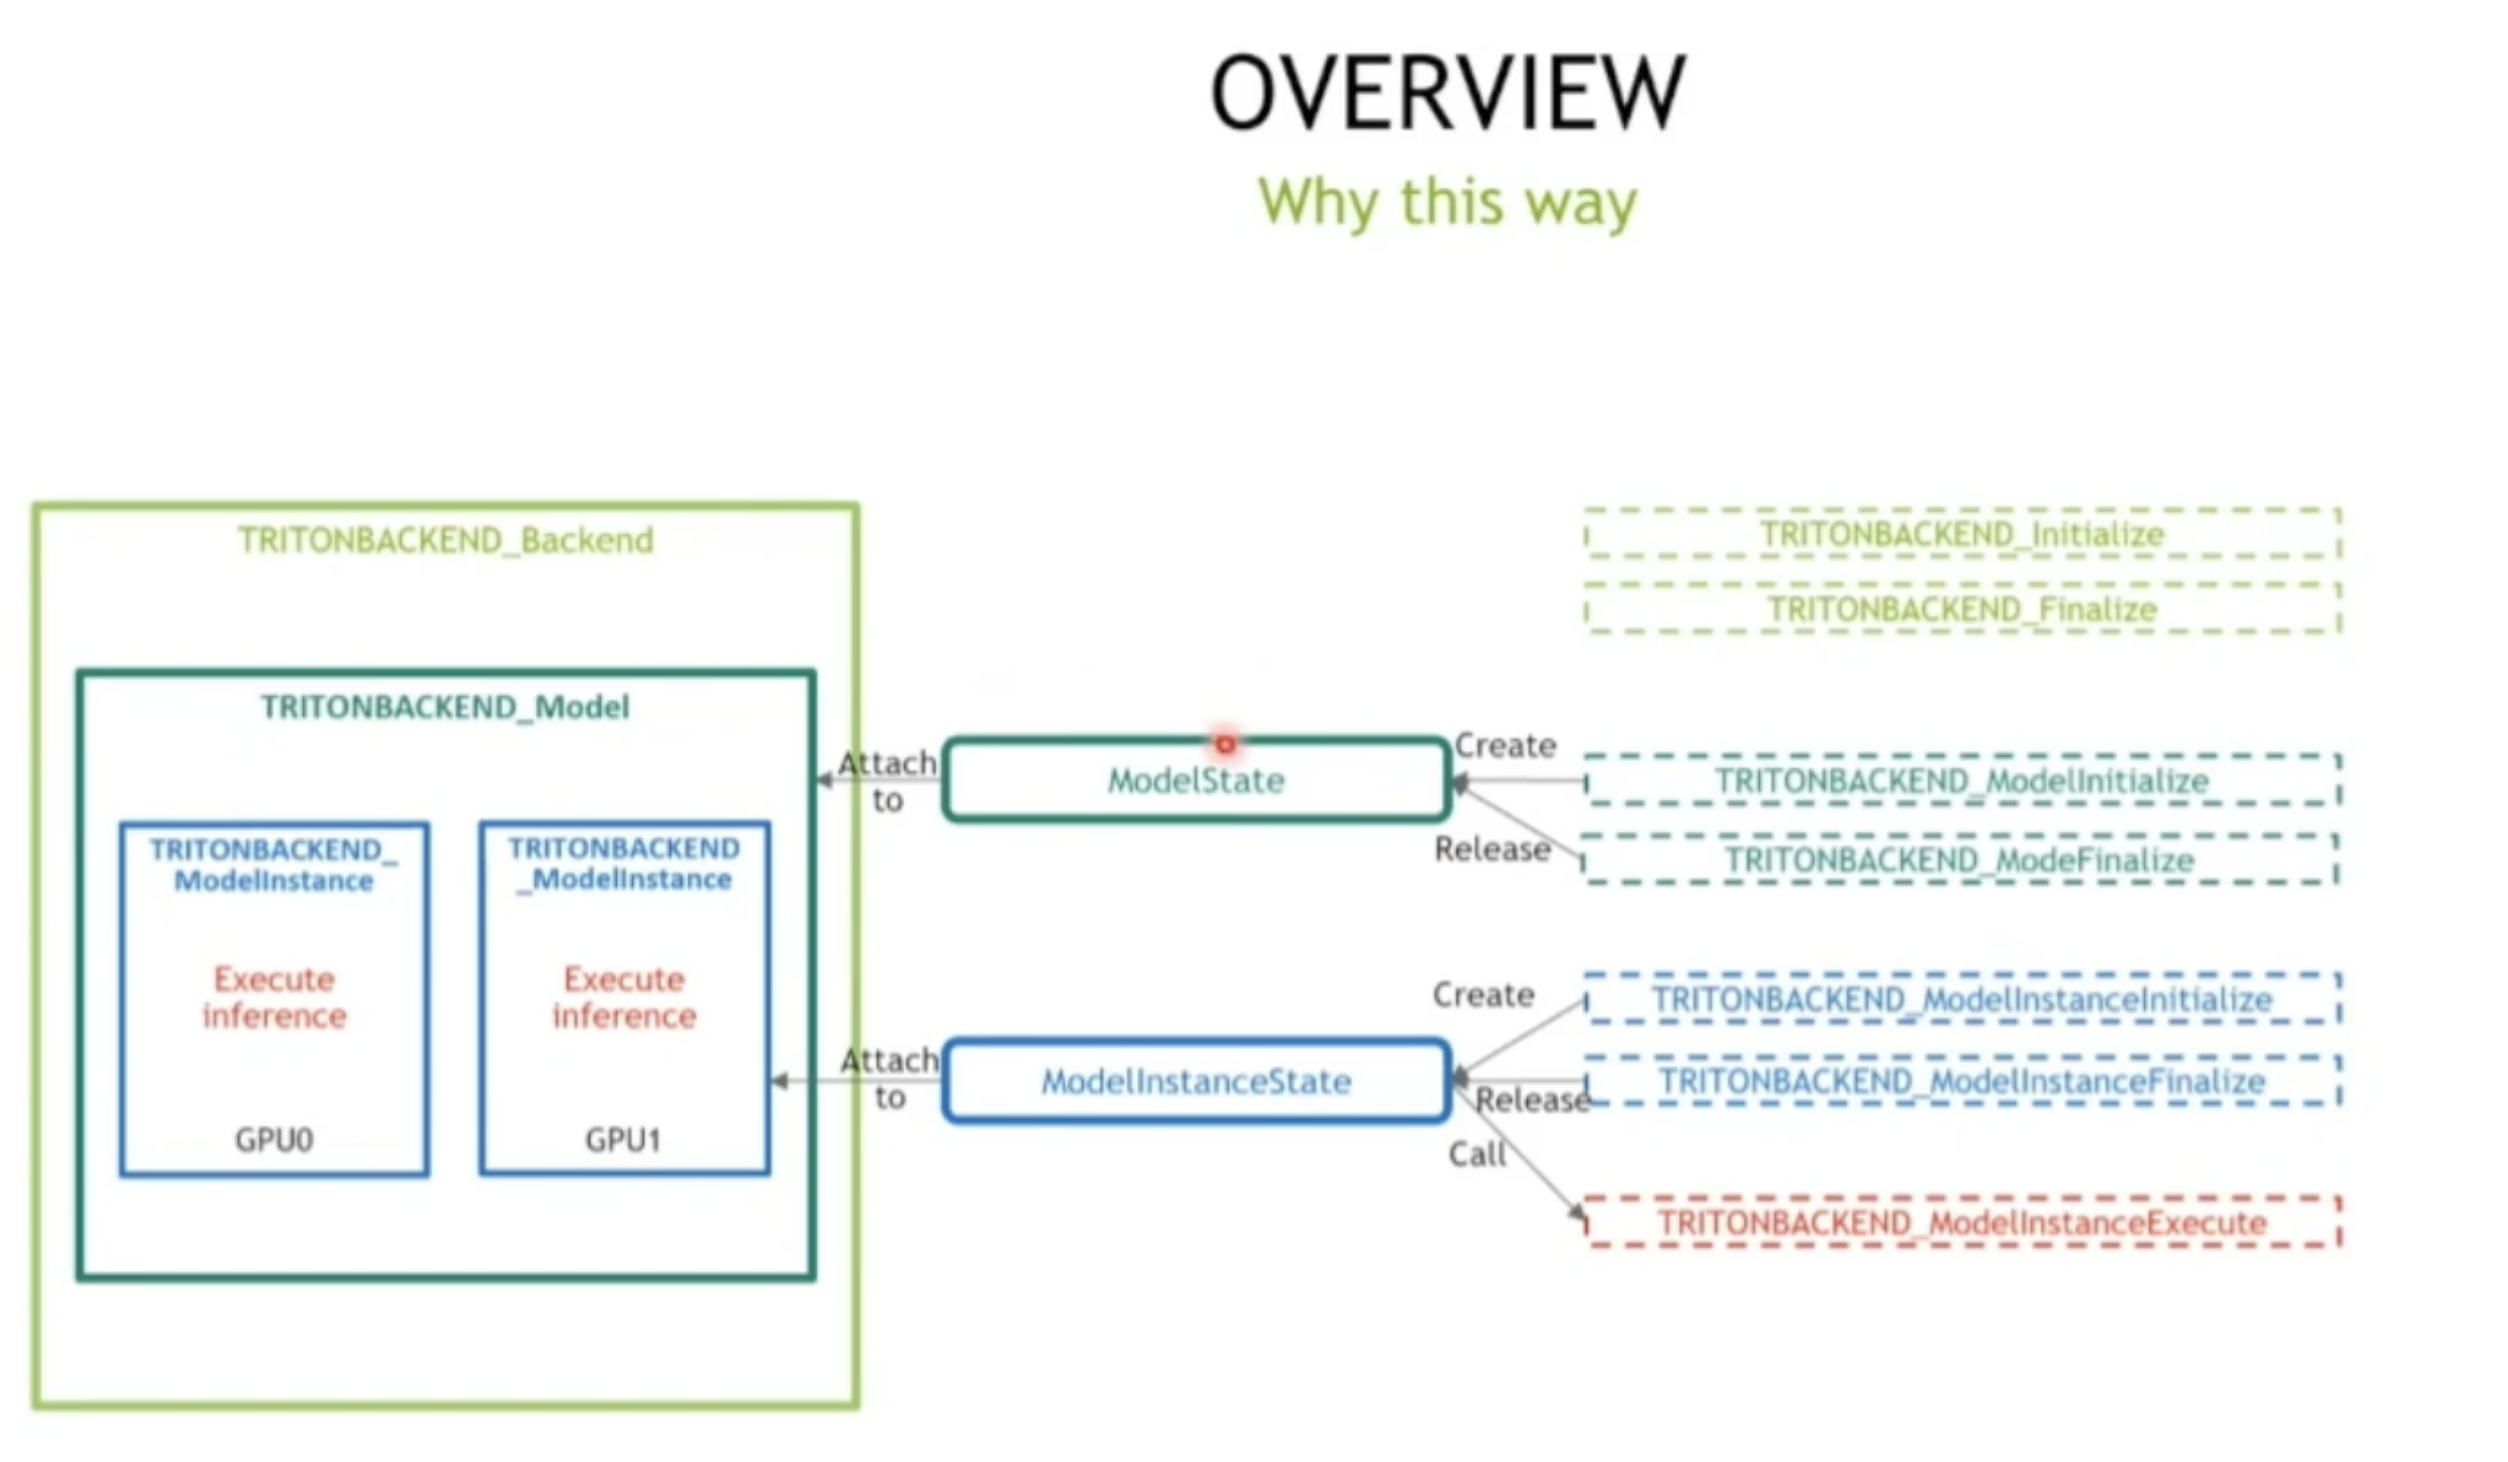 OVERVIEW
Why this way
TRITONBACKEND_Backend
TRITONBACKEND_Model
TRITONBACKEND_
ModelInstance
Execute
inference
GPU0
TRITONBACKEND
_ModelInstance
Execute
inference
GPU1
Attach
to
ModelState
Attach
to
ModelInstanceState
Create
Release
Create
Release
Call
TRITONBACKEND_Initialize
TRITONBACKEND_Finalize
TRITONBACKEND_ModelInitialize
TRITONBACKEND_ModeFinalize
TRITONBACKEND_ModelInstanceInitialize
TRITONBACKEND_ModelInstanceFinalize
TRITONBACKEND_ModelInstanceExecute